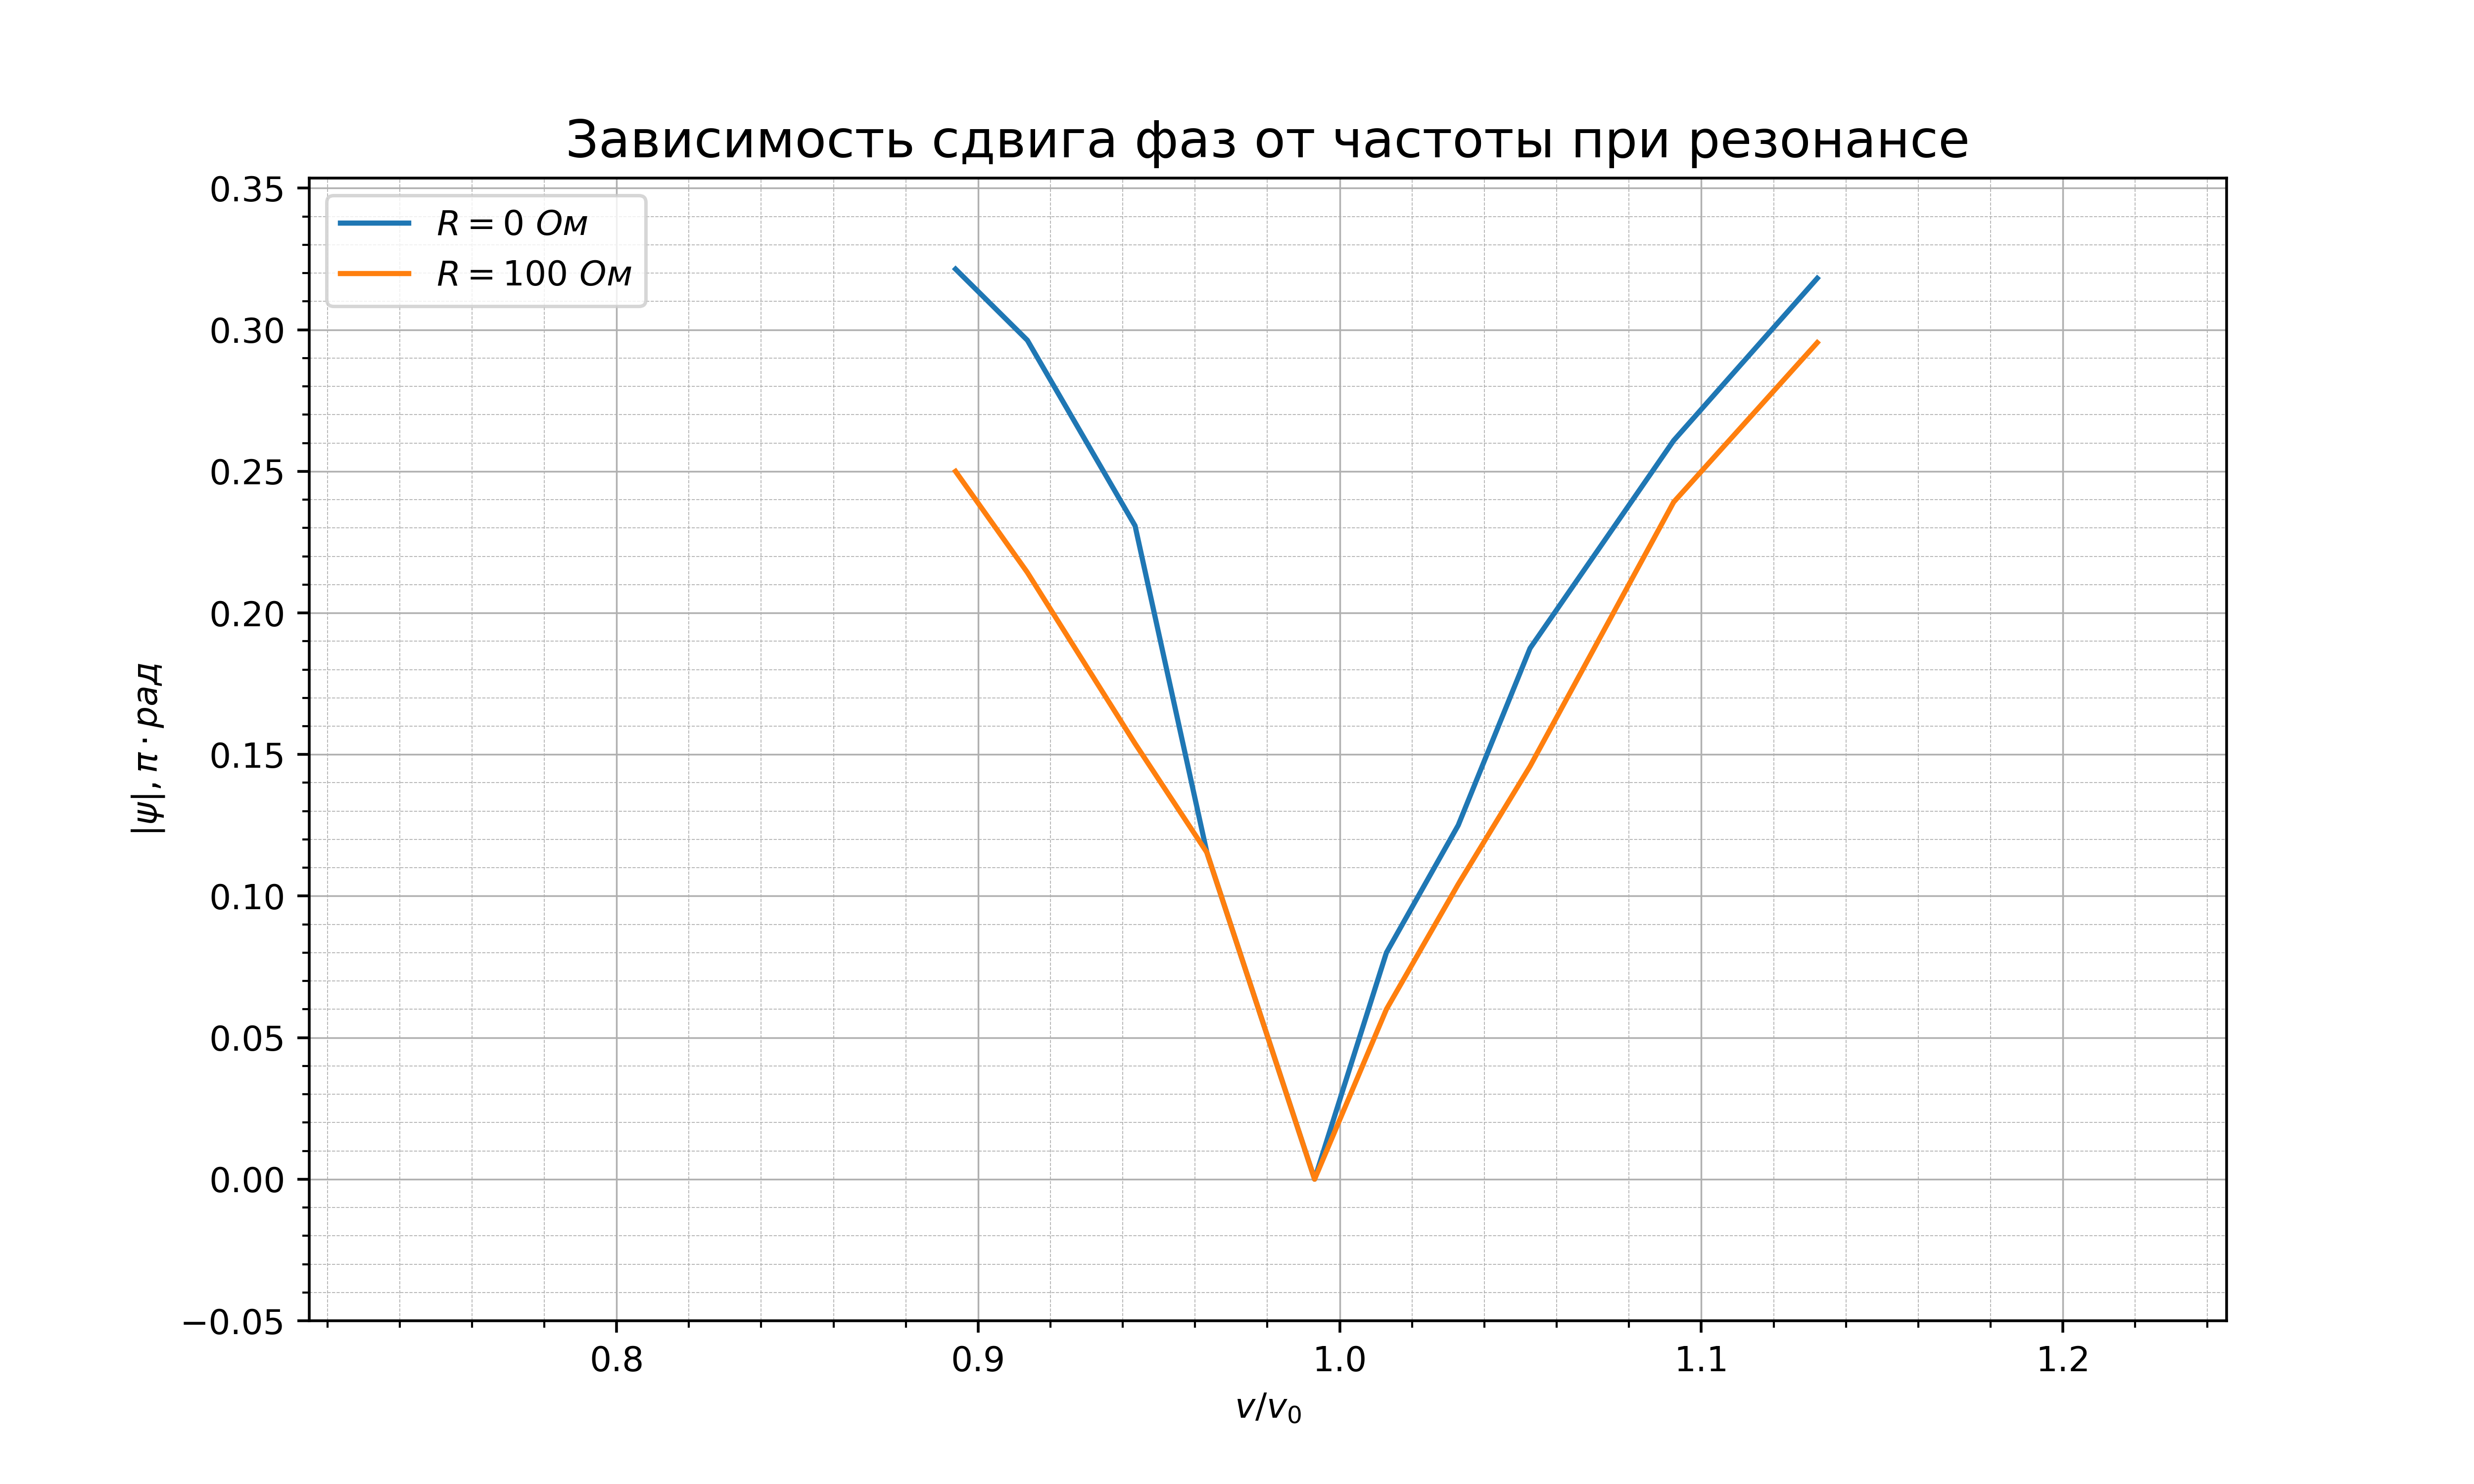 Зависимость сдвига фаз от частоты при резонансе
R = 0 Ом
R = 100 Ом
0.35
0.30
0.25
0.20
0.15
0.10
0.05
0.00
−0.05
|ψ|, π · рад
0.8 0.9 1.0 1.1 1.2
ν/ν₀